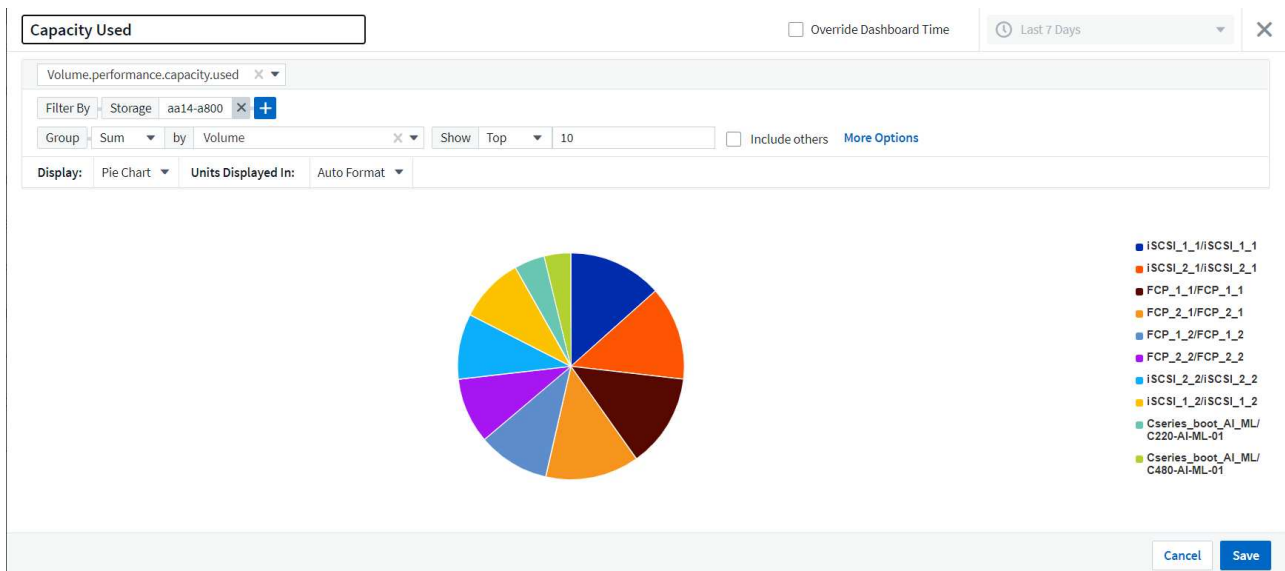 Capacity Used
Override Dashboard Time
Last 7 Days
Volume.performance.capacity.used
Filter By Storage aa14-a800
Group Sum by Volume Show Top 10 Include others More Options
Display: Pie Chart Units Displayed In: Auto Format
iSCSI_1_1/iSCSI_1_1
iSCSI_2_1/iSCSI_2_1
FCP_1_1/FCP_1_1
FCP_2_1/FCP_2_1
FCP_1_2/FCP_1_2
FCP_2_2/FCP_2_2
iSCSI_2_2/iSCSI_2_2
iSCSI_1_2/iSCSI_1_2
Cseries_boot_AI_ML/
C220-AI-ML-01
Cseries_boot_AI_ML/
C480-AI-ML-01
Cancel Save